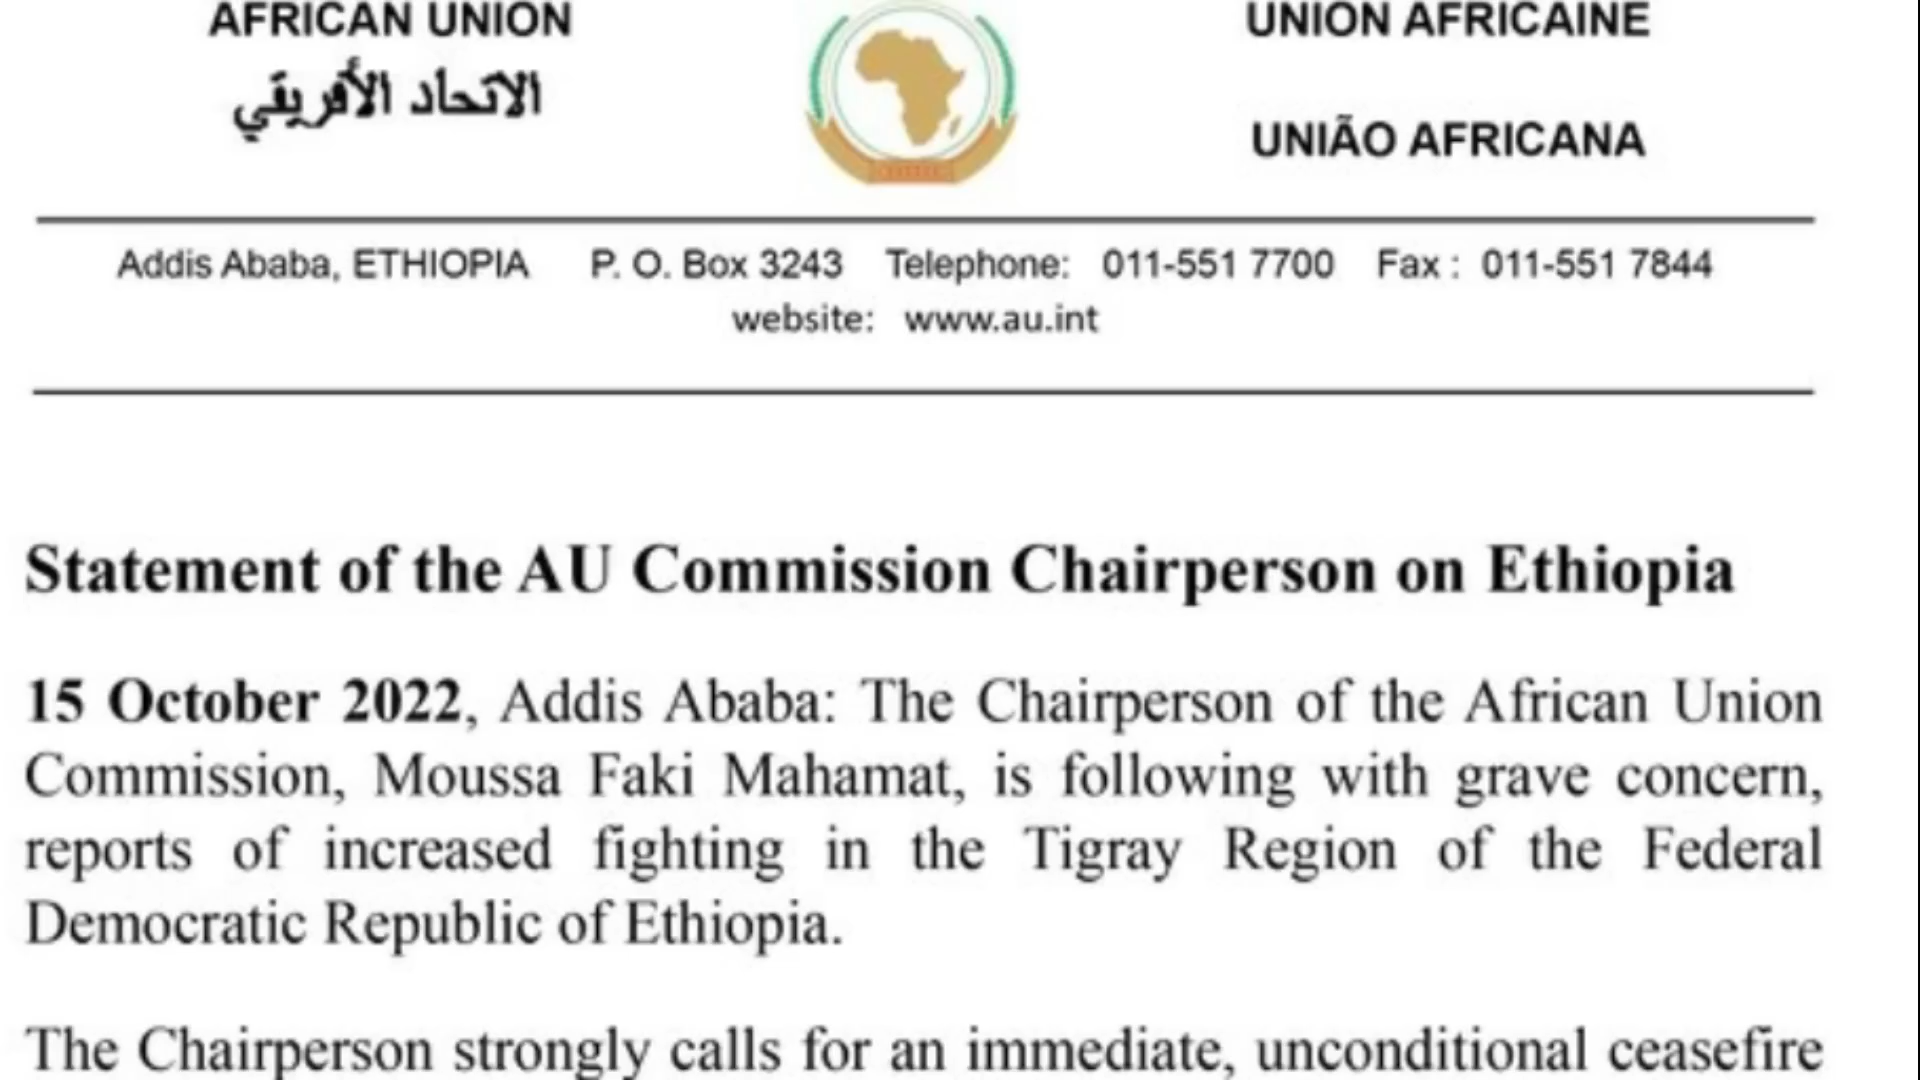 AFRICAN UNION
الاتحاد الأفريقي
UNION AFRICAINE
UNIÃO AFRICANA
Addis Ababa, ETHIOPIA P. O. Box 3243 Telephone: 011-551 7700 Fax : 011-551 7844
website: www.au.int
Statement of the AU Commission Chairperson on Ethiopia
15 October 2022, Addis Ababa: The Chairperson of the African Union
Commission, Moussa Faki Mahamat, is following with grave concern,
reports of increased fighting in the Tigray Region of the Federal
Democratic Republic of Ethiopia.
The Chairperson strongly calls for an immediate, unconditional ceasefire